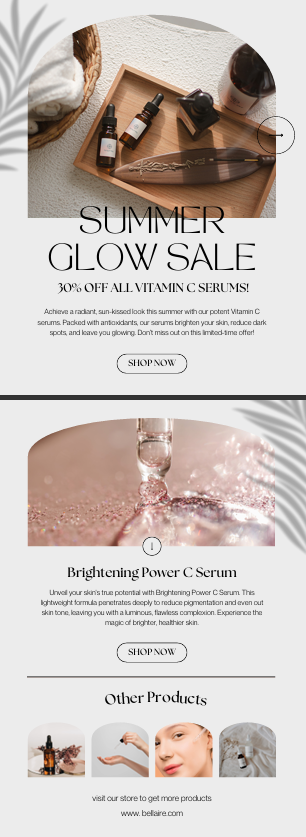 SUMMER
GLOW SALE
30% OFF ALL VITAMIN C SERUMS!
Achieve a radiant, sun-kissed look this summer with our potent Vitamin C
serums. Packed with antioxidants, our serums brighten your skin, reduce dark
spots, and leave you glowing. Don't miss out on this limited-time offer!
SHOP NOW
Brightening Power C Serum
Unveil your skin's true potential with Brightening Power C Serum. This
lightweight formula penetrates deeply to reduce pigmentation and even out
skin tone, leaving you with a luminous, flawless complexion. Experience the
magic of brighter, healthier skin.
SHOP NOW
Other Products
visit our store to get more products
www. bellaire.com